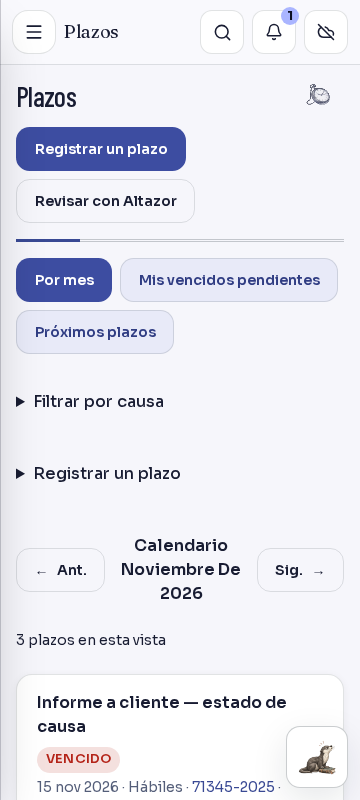 Plazos
1
Plazos
Registrar un plazo
Revisar con Altazor
Por mes
Mis vencidos pendientes
Próximos plazos
Filtrar por causa
Registrar un plazo
← Ant.
Calendario
Noviembre De
2026
Sig. →
3 plazos en esta vista
Informe a cliente — estado de
causa
VENCIDO
15 nov 2026 · Hábiles · 71345-2025 ·